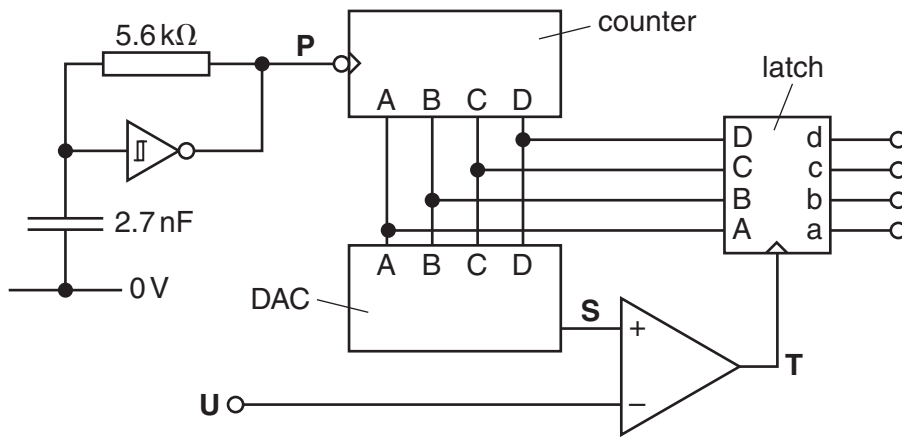 5.6 kΩ
P
counter
A B C D
latch
D d
C c
B b
A a
2.7 nF
0 V
A B C D
DAC
S
+
T
U
−